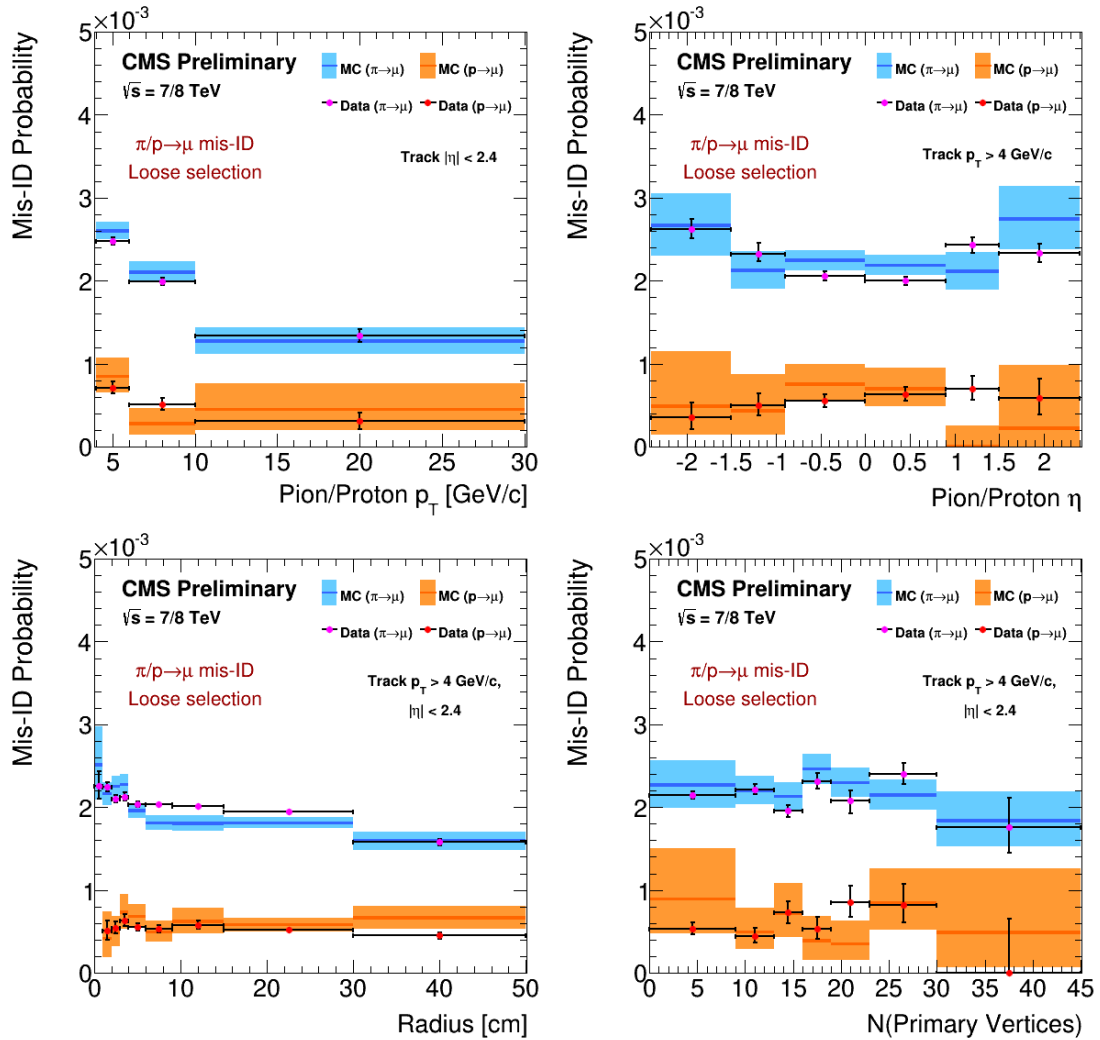 5×10⁻³
Mis-ID Probability
CMS Preliminary
√s = 7/8 TeV
MC (π→μ)
MC (p→μ)
Data (π→μ)
Data (p→μ)
π/p→μ mis-ID
Loose selection
Track |η| < 2.4
4
3
2
1
0
5 10 15 20 25 30
Pion/Proton p_T [GeV/c]
5×10⁻³
Mis-ID Probability
CMS Preliminary
√s = 7/8 TeV
MC (π→μ)
MC (p→μ)
Data (π→μ)
Data (p→μ)
π/p→μ mis-ID
Loose selection
Track p_T > 4 GeV/c
4
3
2
1
0
-2 -1.5 -1 -0.5 0 0.5 1 1.5 2
Pion/Proton η
5×10⁻³
Mis-ID Probability
CMS Preliminary
√s = 7/8 TeV
MC (π→μ)
MC (p→μ)
Data (π→μ)
Data (p→μ)
π/p→μ mis-ID
Loose selection
Track p_T > 4 GeV/c,
|η| < 2.4
4
3
2
1
0
0 10 20 30 40 50
Radius [cm]
5×10⁻³
Mis-ID Probability
CMS Preliminary
√s = 7/8 TeV
MC (π→μ)
MC (p→μ)
Data (π→μ)
Data (p→μ)
π/p→μ mis-ID
Loose selection
Track p_T > 4 GeV/c,
|η| < 2.4
4
3
2
1
0
0 5 10 15 20 25 30 35 40 45
N(Primary Vertices)